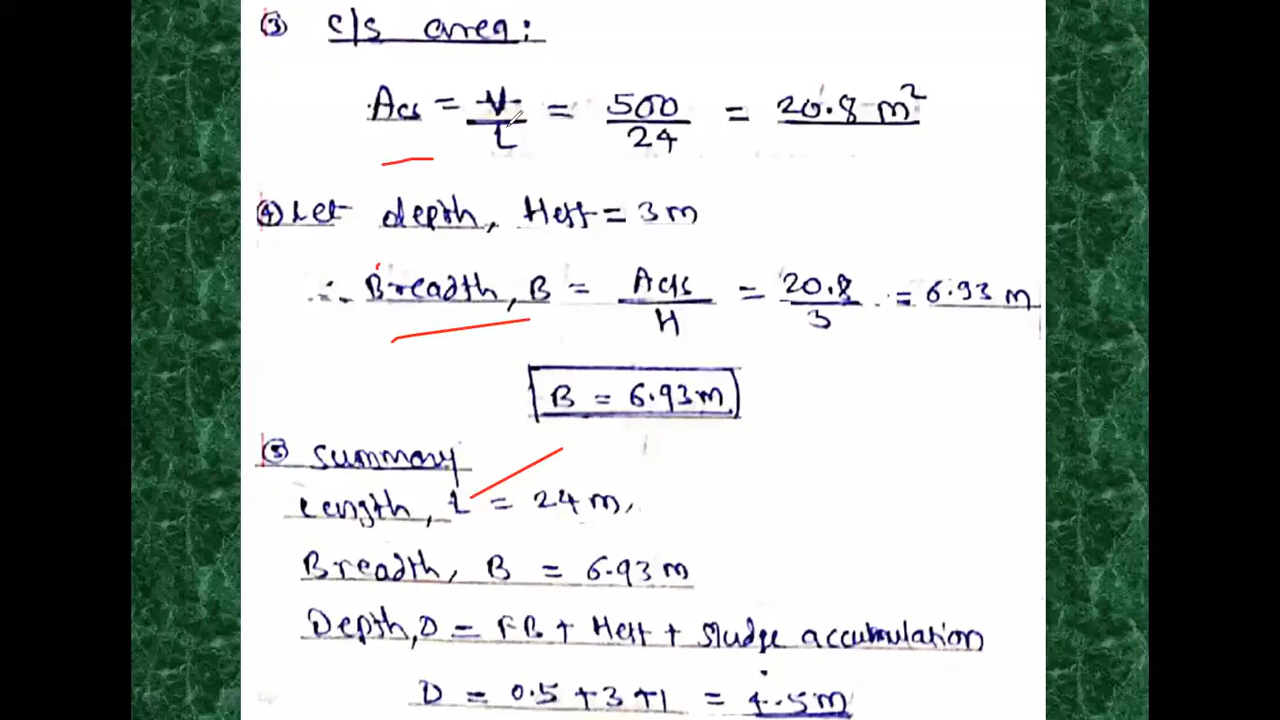 ③ C/s area:
Acs = V/L = 500/24 = 20.8 m²
④ Let depth, Heff = 3m
∴ Breadth, B = Acs/H = 20.8/3 = 6.93 m
B = 6.93m
⑤ Summary
Length, L = 24m,
Breadth, B = 6.93m
Depth, D = FB + Heff + Sludge accumulation
D = 0.5 + 3 + 1 = 4.5m